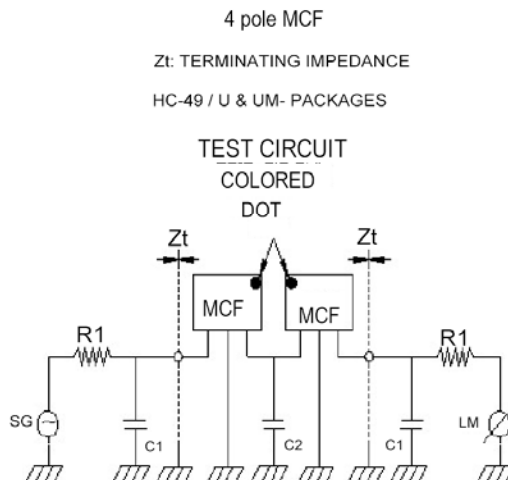 4 pole MCF
Zt: TERMINATING IMPEDANCE
HC-49 / U & UM- PACKAGES
TEST CIRCUIT
COLORED
DOT
Zt Zt
MCF MCF
R1 R1
SG LM
C1 C2 C1